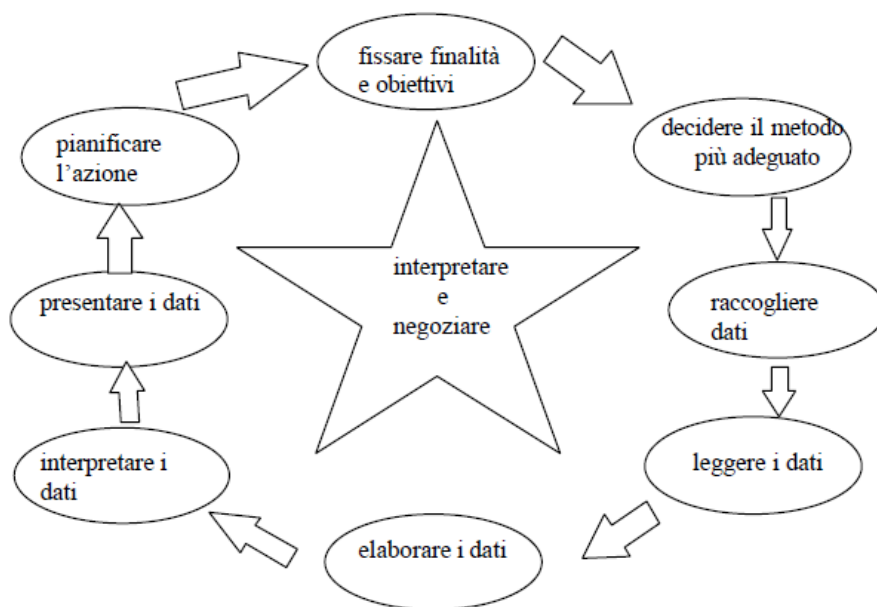 fissare finalità
e obiettivi
decidere il metodo
più adeguato
raccogliere
dati
leggere i dati
elaborare i dati
interpretare i
dati
presentare i dati
pianificare
l'azione
interpretare
e
negoziare